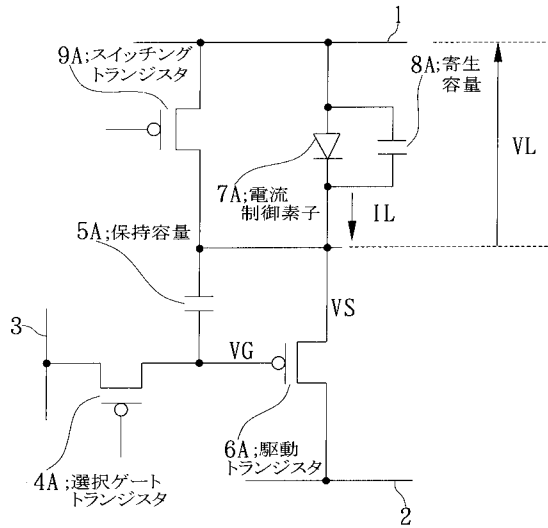 1
9A;スイッチング
トランジスタ
8A;寄生
容量
VL
7A;電流
制御素子
IL
5A;保持容量
VS
3
VG
6A;駆動
トランジスタ
4A;選択ゲート
トランジスタ
2